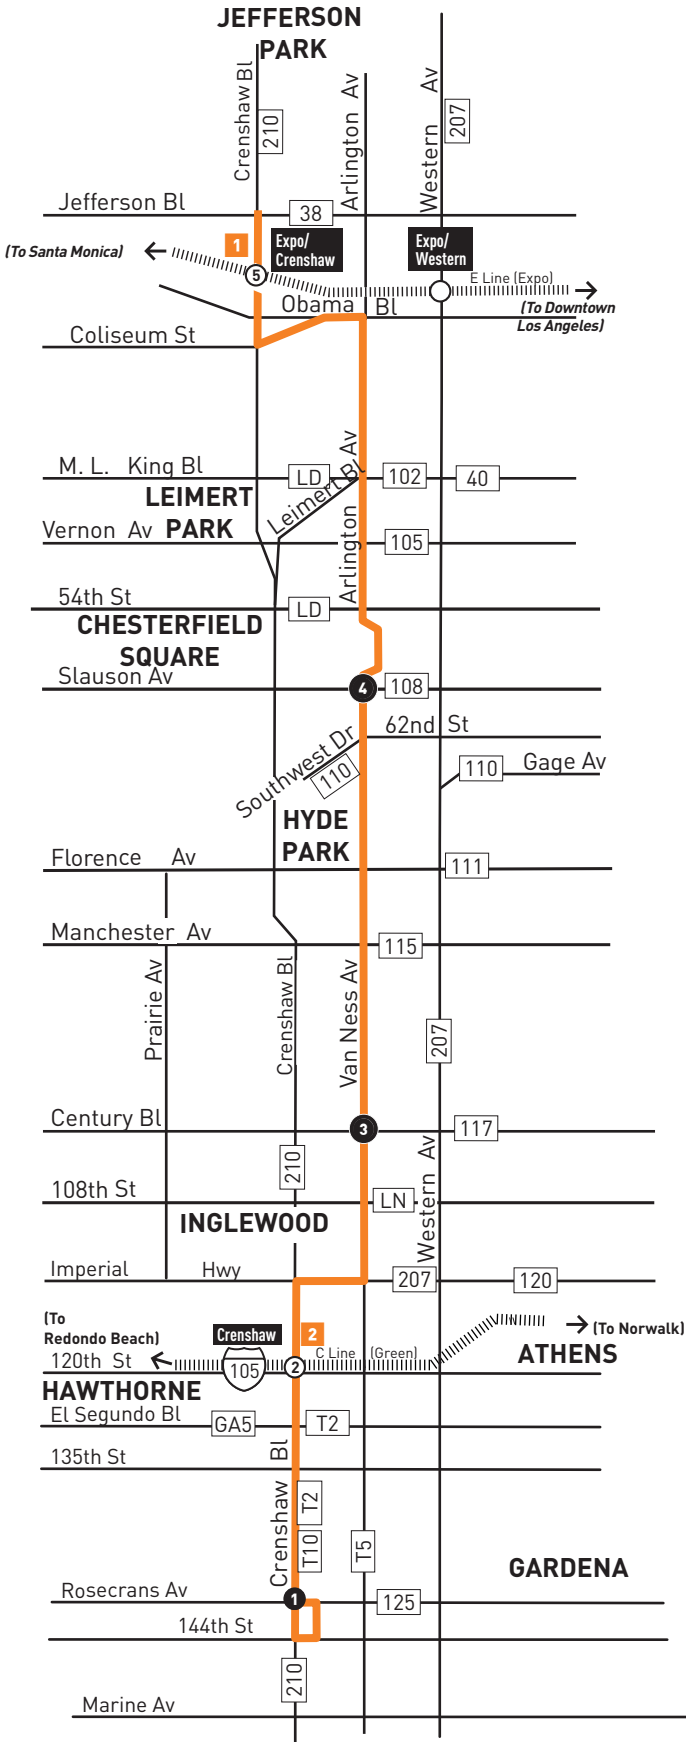 JEFFERSON
PARK
Crenshaw Bl
210
Arlington Av
Western Av
207
Jefferson Bl
38
1
Expo/
Crenshaw
Expo/
Western
(To Santa Monica)
5
E Line (Expo)
Obama Bl
(To Downtown
Los Angeles)
Coliseum St
Arlington Av
M. L. King Bl
LD
102
40
LEIMERT
PARK
Leimert Bl
Vernon Av
105
54th St
LD
CHESTERFIELD
SQUARE
Slauson Av
4
108
62nd St
Southwest Dr
110
110
Gage Av
HYDE
PARK
Florence Av
111
Manchester Av
115
Prairie Av
Crenshaw Bl
Van Ness Av
207
Century Bl
3
117
210
Western Av
108th St
LN
INGLEWOOD
Imperial Hwy
207
120
(To
Redondo Beach)
Crenshaw
2
(To Norwalk)
C Line (Green)
120th St
105
2
ATHENS
HAWTHORNE
El Segundo Bl
GA5
T2
135th St
Crenshaw Bl
T2
T10
T5
GARDENA
Rosecrans Av
1
125
144th St
210
Marine Av